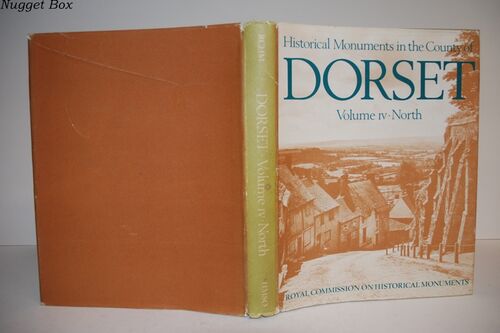 Nugget Box
Historical Monuments in the County of
DORSET
Volume IV · North
ROYAL COMMISSION ON HISTORICAL MONUMENTS
RCHM
DORSET · Volume IV North
HMSO